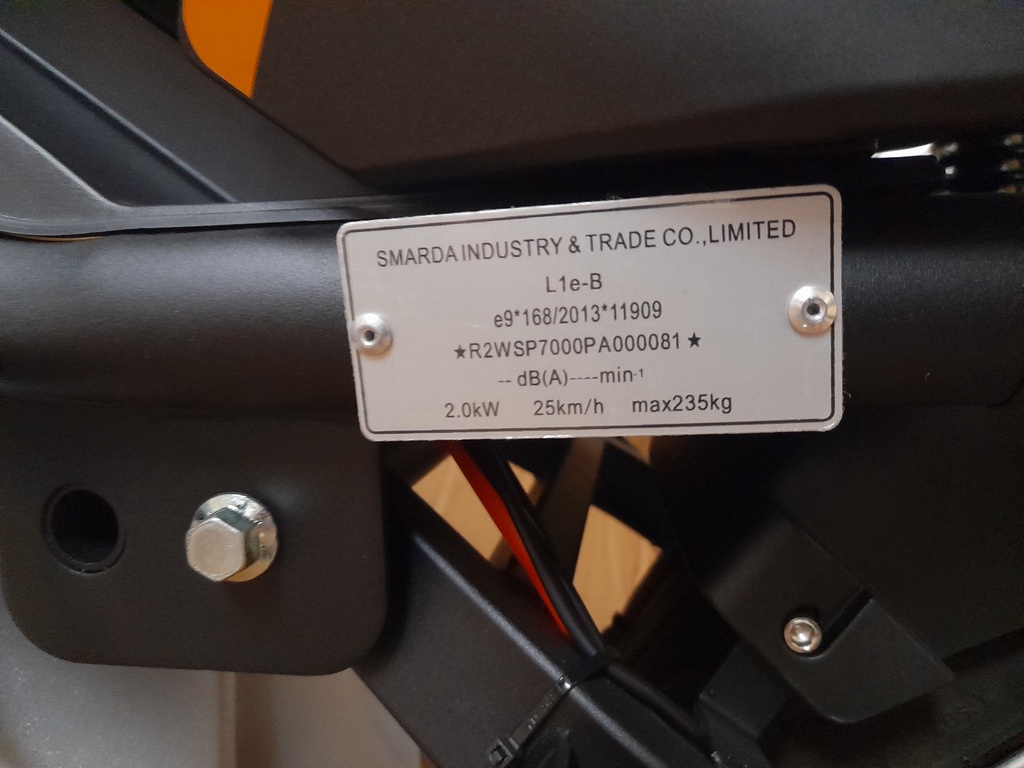 SMARDA INDUSTRY & TRADE CO.,LIMITED
L1e-B
e9*168/2013*11909
★R2WSP7000PA000081★
-- dB(A)----min-1
2.0kW 25km/h max235kg